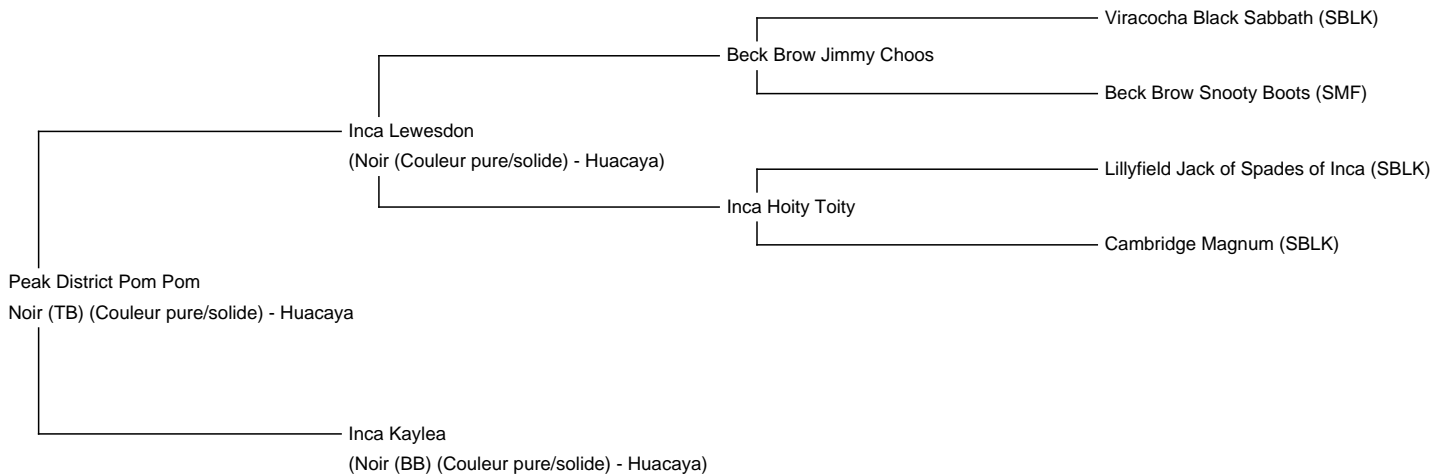 Viracocha Black Sabbath (SBLK)
Beck Brow Jimmy Choos
Beck Brow Snooty Boots (SMF)
Inca Lewesdon
(Noir (Couleur pure/solide) - Huacaya)
Lillyfield Jack of Spades of Inca (SBLK)
Inca Hoity Toity
Cambridge Magnum (SBLK)
Peak District Pom Pom
Noir (TB) (Couleur pure/solide) - Huacaya
Inca Kaylea
(Noir (BB) (Couleur pure/solide) - Huacaya)